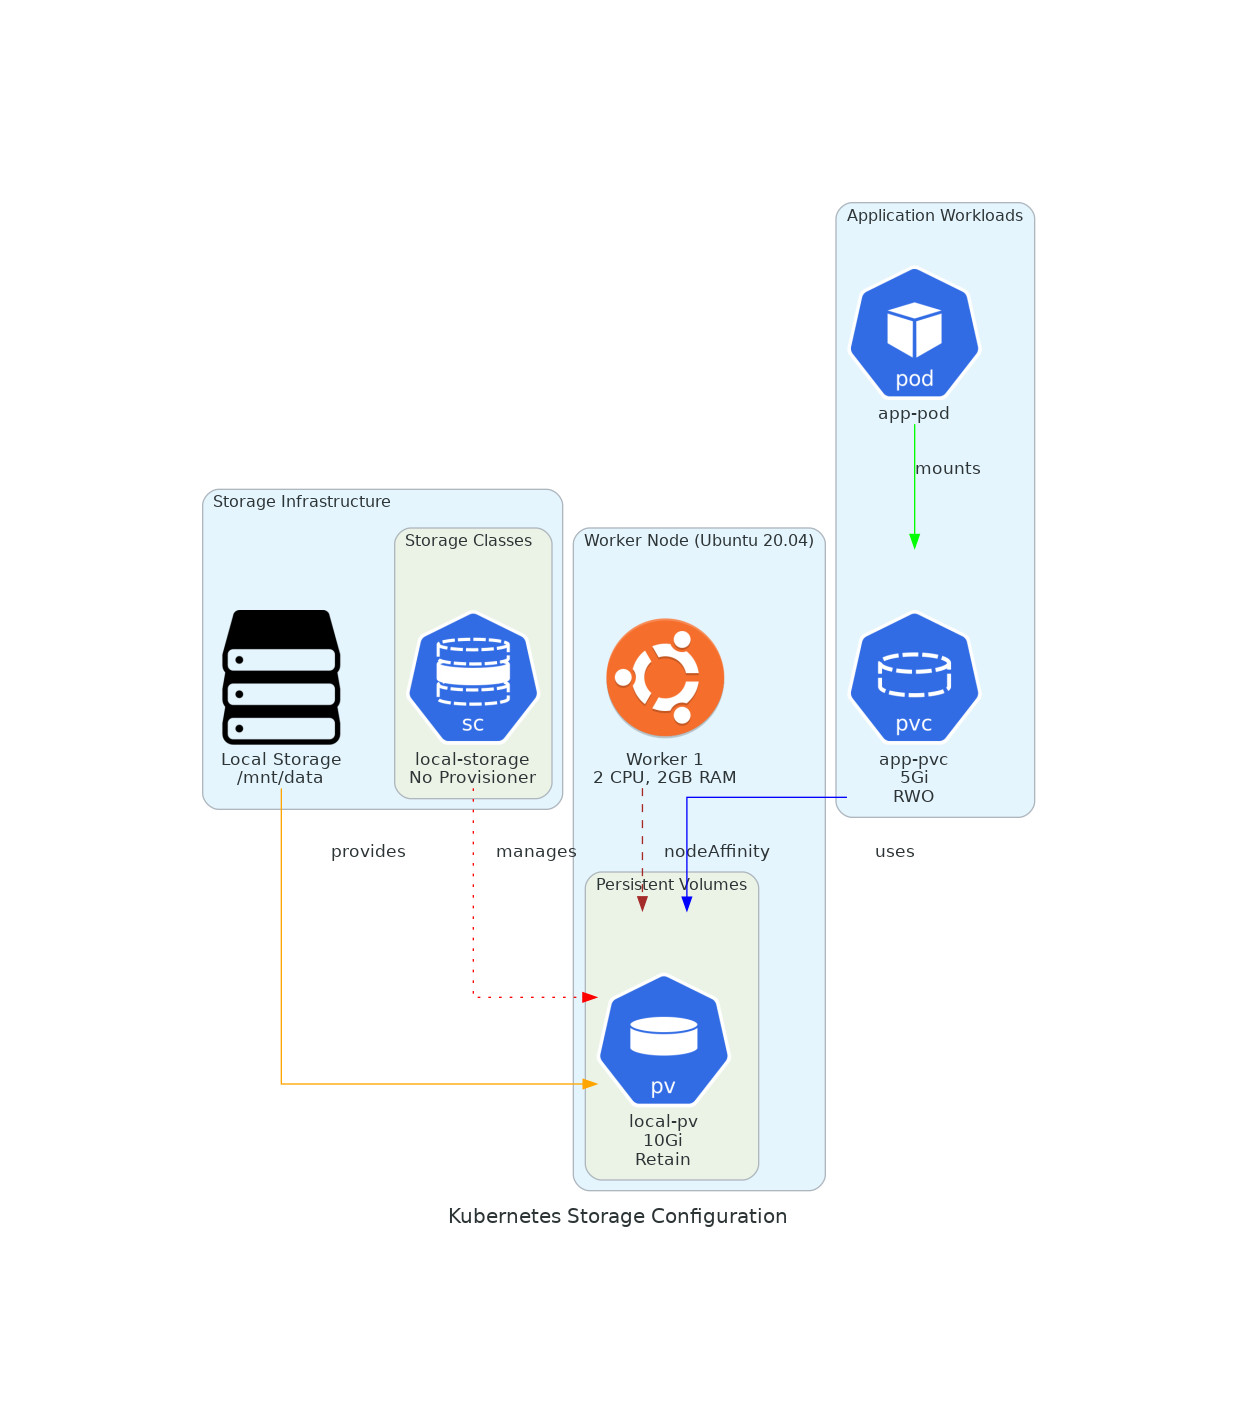 Application Workloads
pod
app-pod
mounts
Storage Infrastructure
Storage Classes
Worker Node (Ubuntu 20.04)
sc
pvc
Local Storage
/mnt/data
local-storage
No Provisioner
Worker 1
2 CPU, 2GB RAM
app-pvc
5Gi
RWO
provides
manages
nodeAffinity
uses
Persistent Volumes
pv
local-pv
10Gi
Retain
Kubernetes Storage Configuration